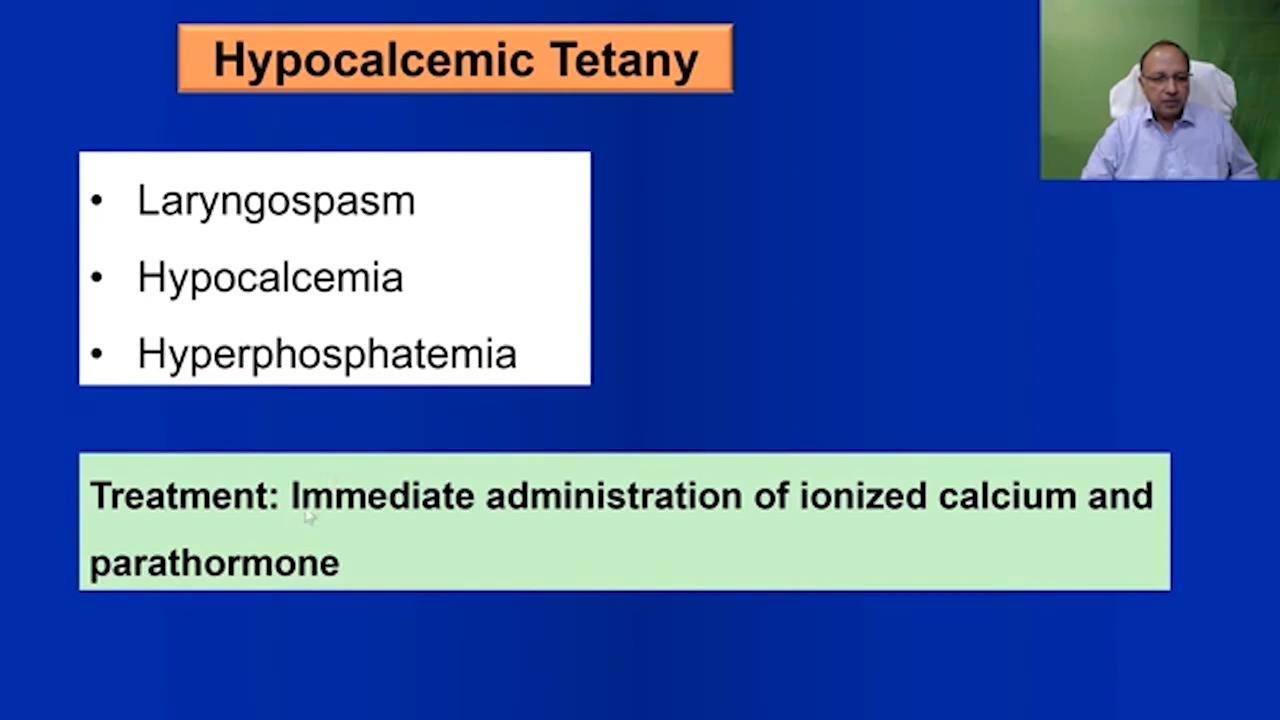 Hypocalcemic Tetany
• Laryngospasm
• Hypocalcemia
• Hyperphosphatemia
Treatment: Immediate administration of ionized calcium and
parathormone